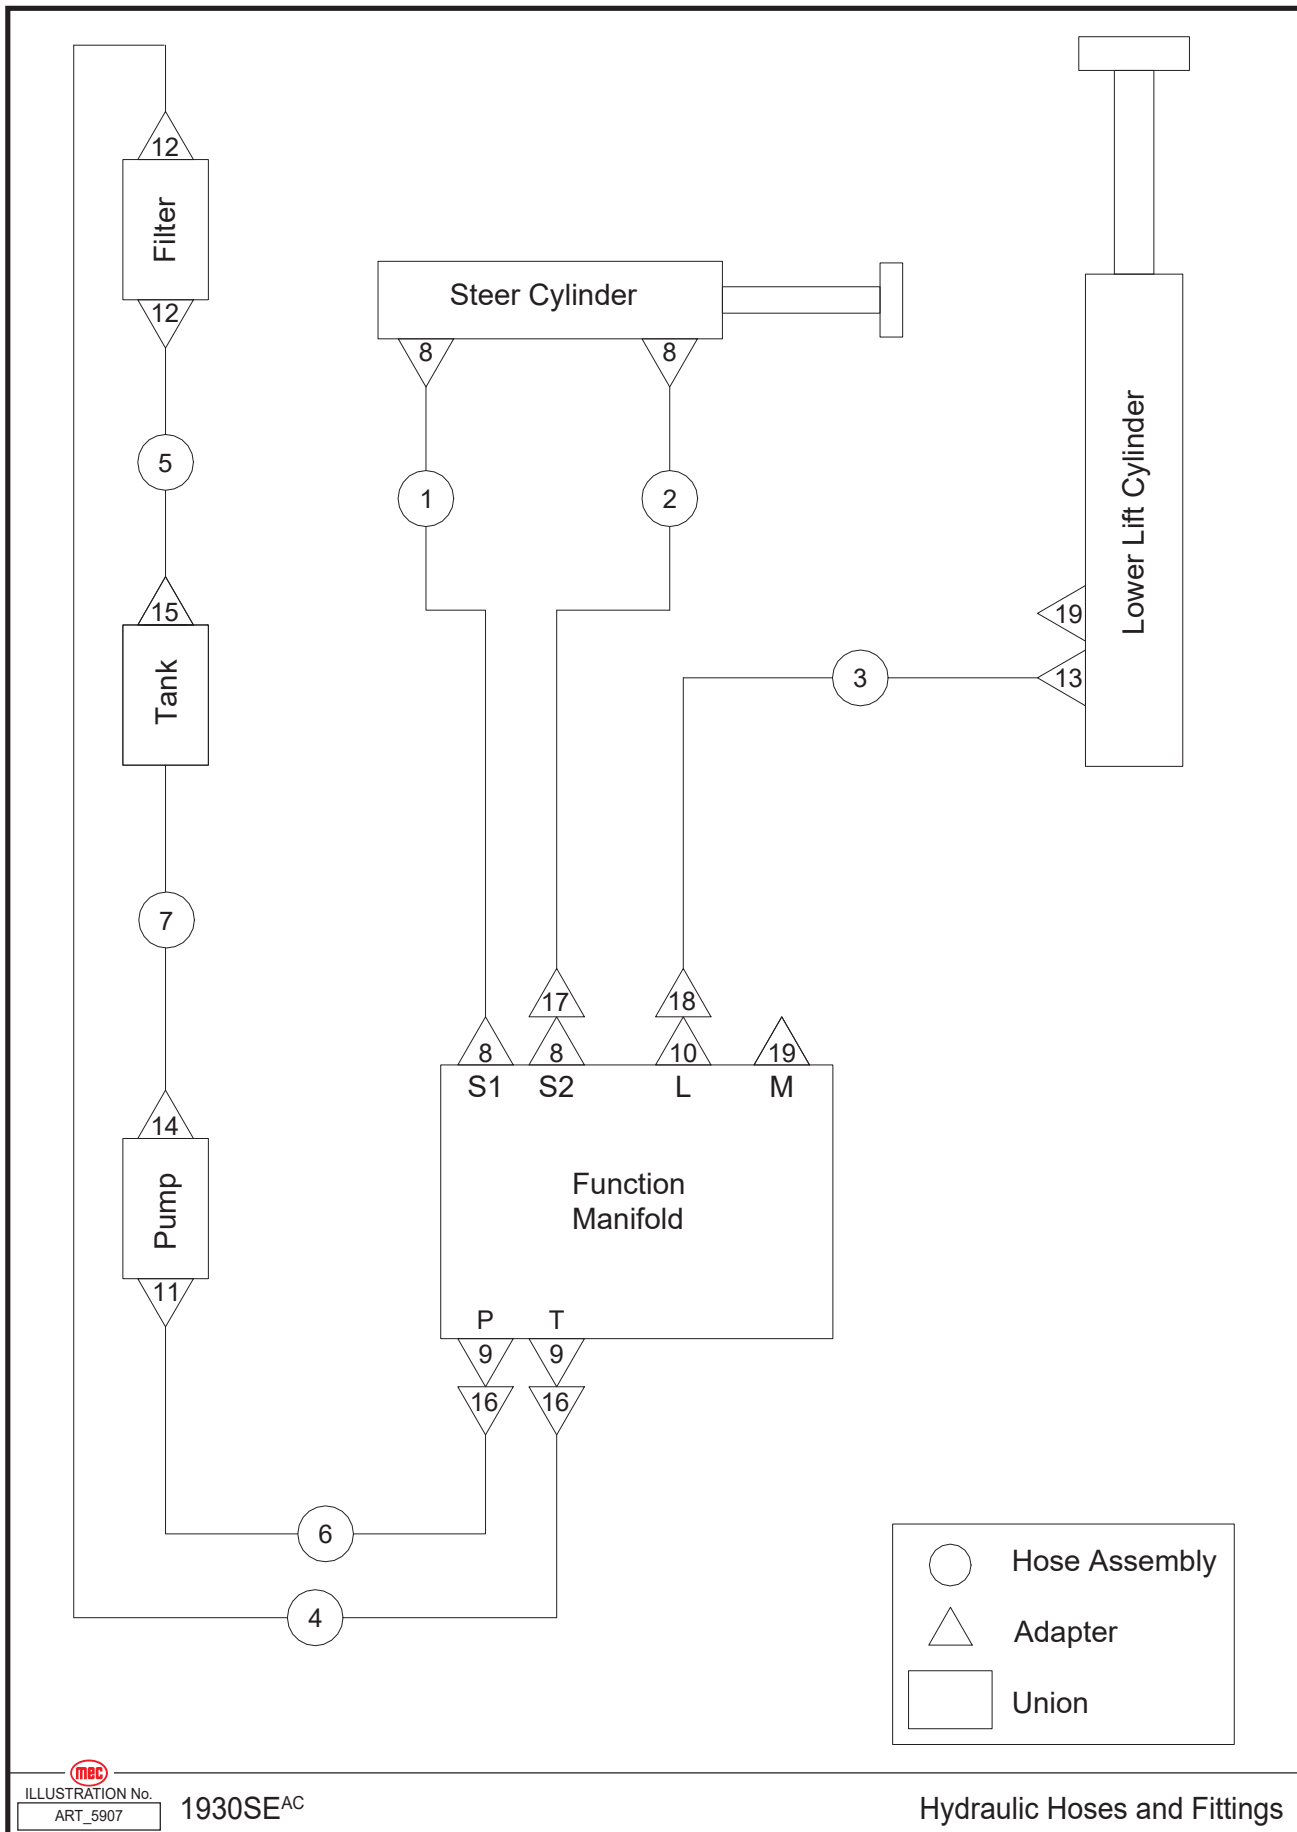 12
Filter
12
Steer Cylinder
8
8
5
1
2
Lower Lift Cylinder
15
Tank
19
13
3
7
17
18
8
8
10
19
S1
S2
L
M
14
Pump
11
Function
Manifold
P
T
9
9
16
16
6
4
Hose Assembly
Adapter
Union
mec
ILLUSTRATION No.
ART_5907
1930SEAC
Hydraulic Hoses and Fittings